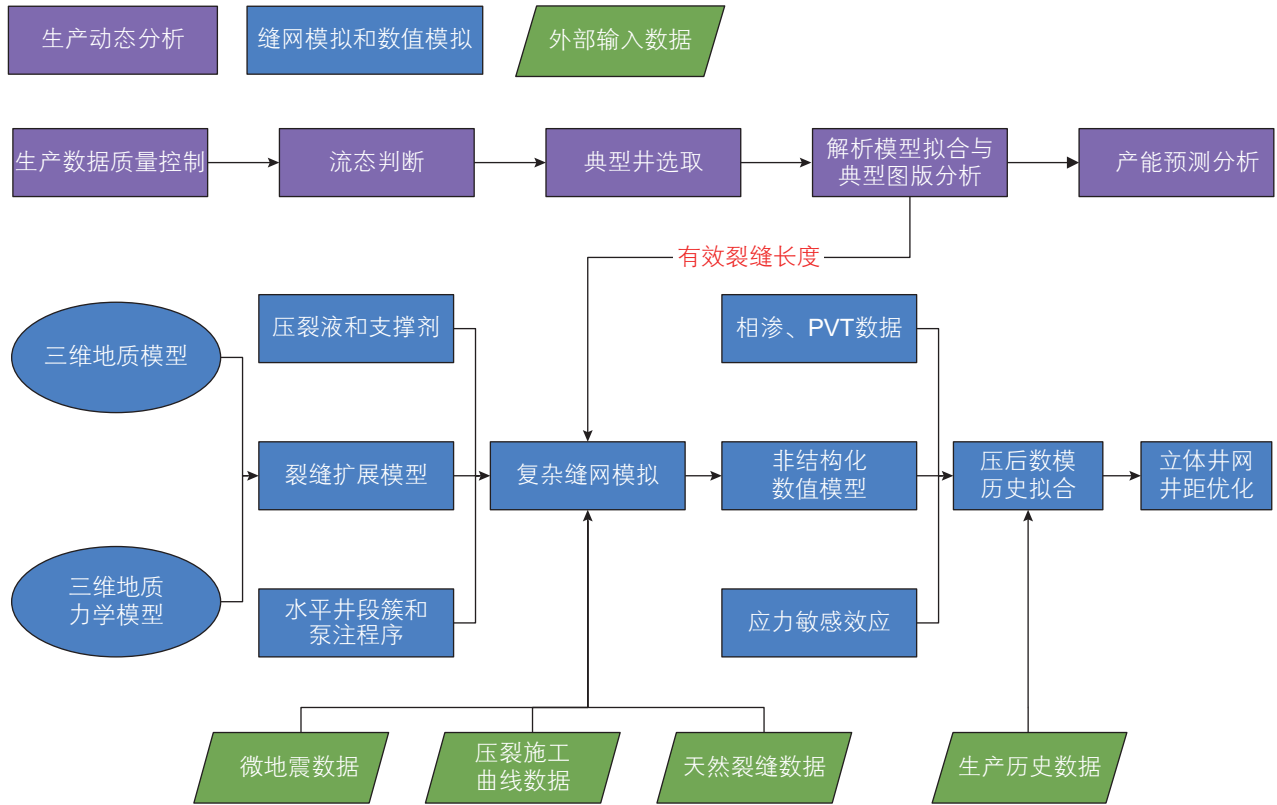 生产动态分析
缝网模拟和数值模拟
外部输入数据
生产数据质量控制
流态判断
典型井选取
解析模型拟合与
典型图版分析
产能预测分析
有效裂缝长度
三维地质模型
压裂液和支撑剂
相渗、PVT数据
裂缝扩展模型
复杂缝网模拟
非结构化
数值模型
压后数模
历史拟合
立体井网
井距优化
三维地质
力学模型
水平井段簇和
泵注程序
应力敏感效应
微地震数据
压裂施工
曲线数据
天然裂缝数据
生产历史数据